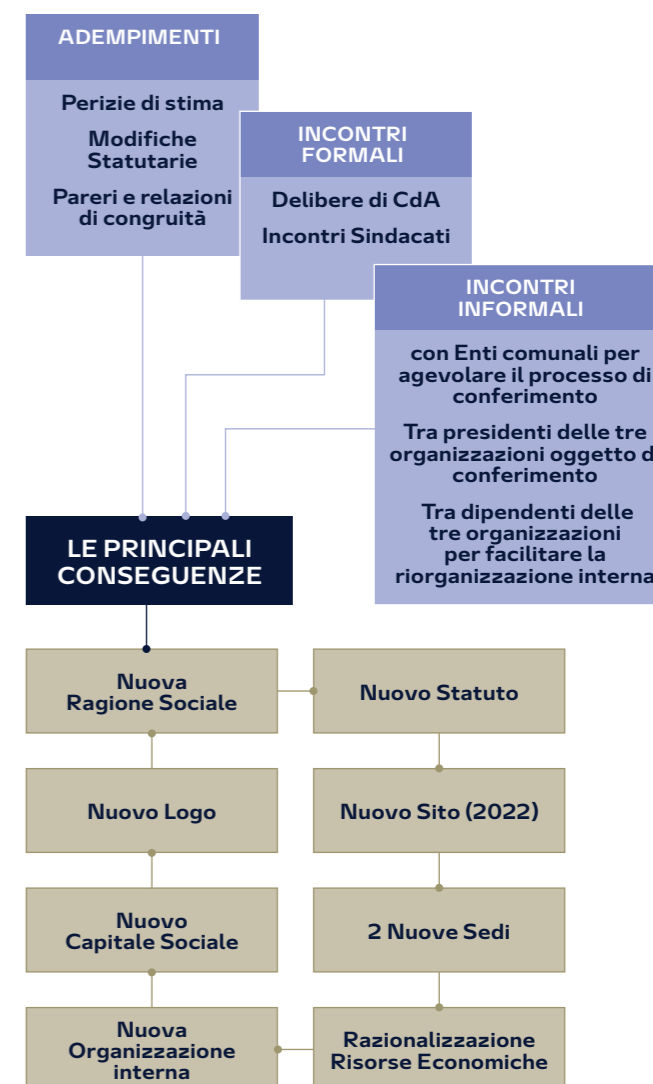 ADEMPIMENTI
Perizie di stima
Modifiche
Statutarie
Pareri e relazioni
di congruità
INCONTRI
FORMALI
Delibere di CdA
Incontri Sindacati
INCONTRI
INFORMALI
con Enti comunali per
agevolare il processo di
conferimento
Tra presidenti delle tre
organizzazioni oggetto d
conferimento
Tra dipendenti delle
tre organizzazioni
per facilitare la
riorganizzazione interna
LE PRINCIPALI
CONSEGUENZE
Nuova
Ragione Sociale
Nuovo Statuto
Nuovo Logo
Nuovo Sito (2022)
Nuovo
Capitale Sociale
2 Nuove Sedi
Nuova
Organizzazione
interna
Razionalizzazione
Risorse Economiche